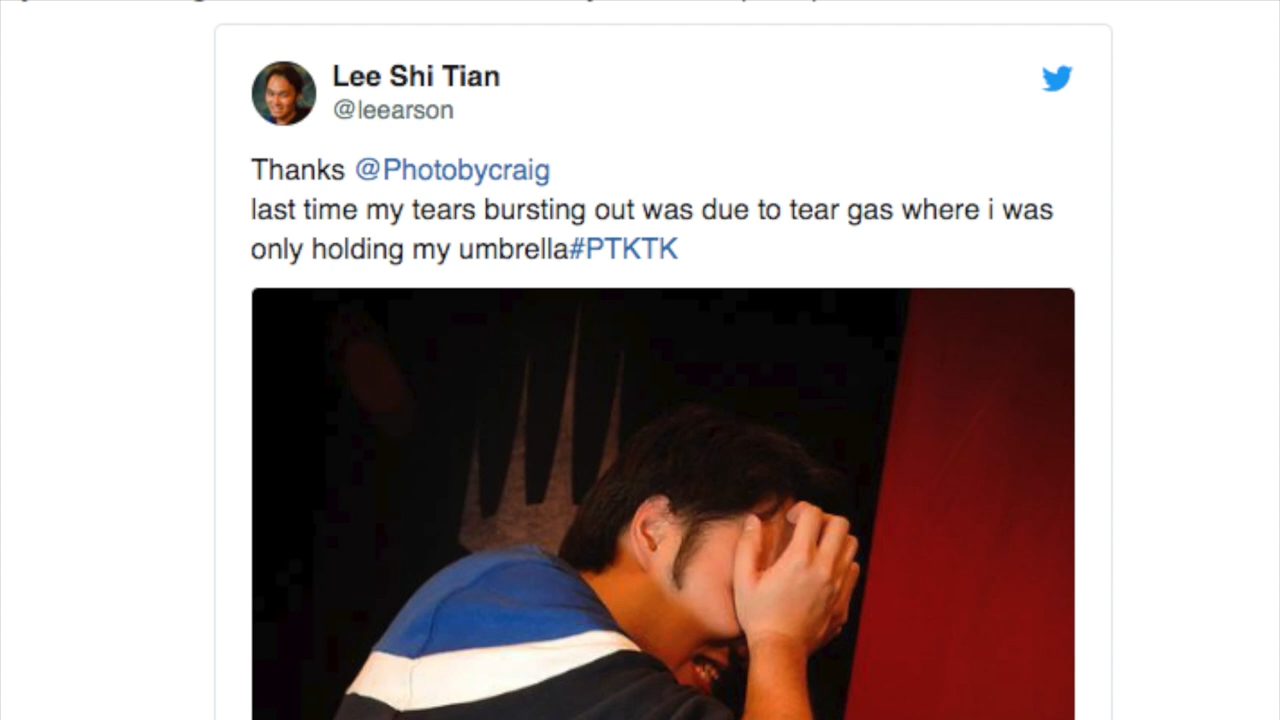 Lee Shi Tian
@leearson
Thanks @Photobycraig
last time my tears bursting out was due to tear gas where i was
only holding my umbrella#PTKTK